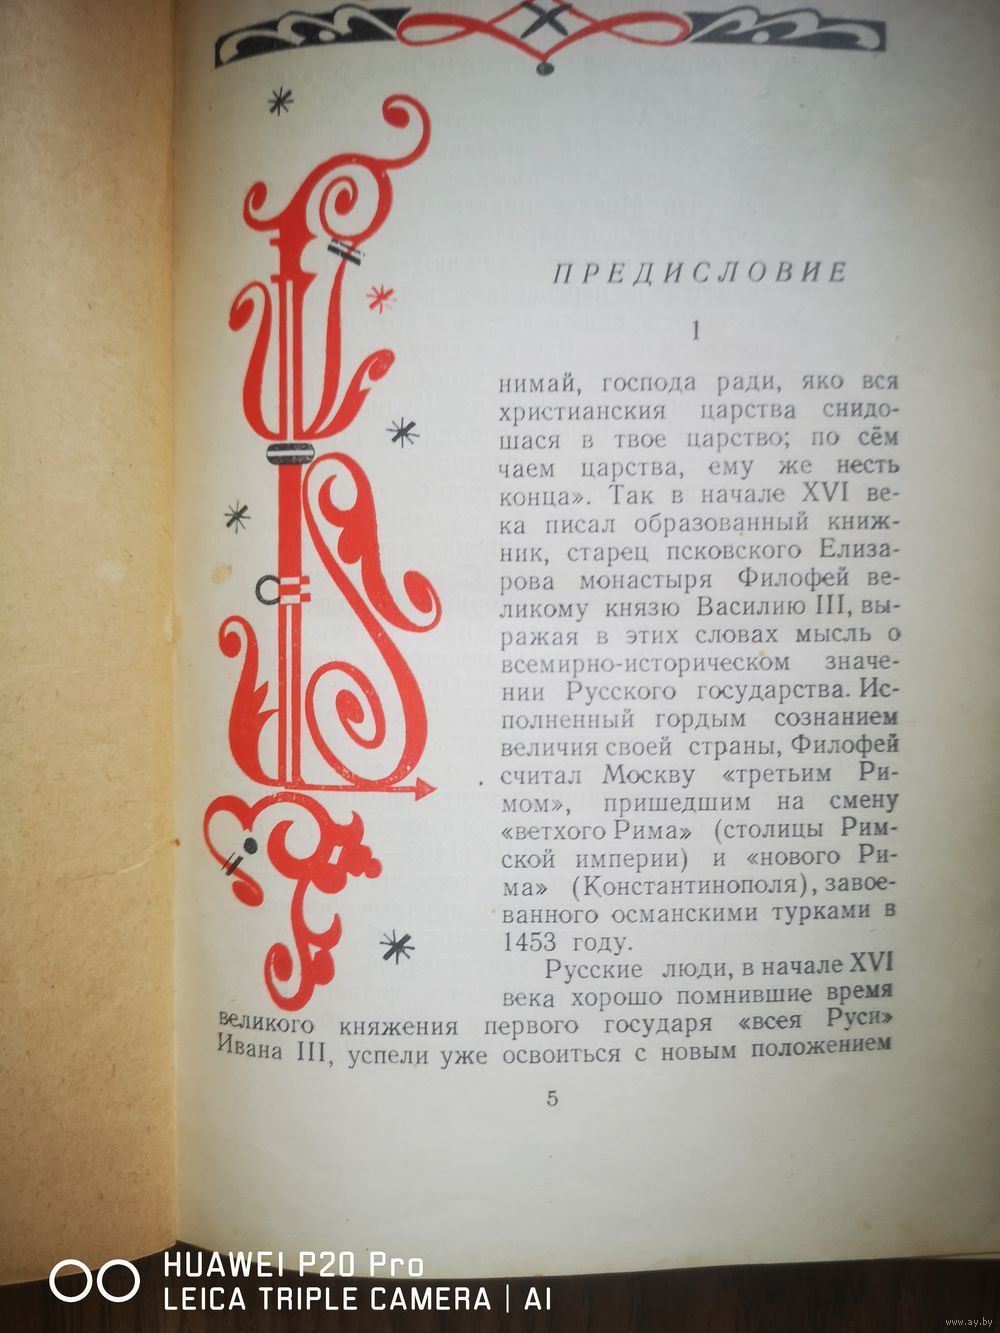 ПРЕДИСЛОВИЕ
1
нимай, господа ради, яко вся
христианския царства снидо-
шася в твое царство; по сём
чаем царства, ему же несть
конца». Так в начале XVI ве-
ка писал образованный книж-
ник, старец псковского Елиза-
рова монастыря Филофей ве-
ликому князю Василию III, вы-
ражая в этих словах мысль о
всемирно-историческом значе-
нии Русского государства. Ис-
полненный гордым сознанием
величия своей страны, Филофей
считал Москву «третьим Ри-
мом», пришедшим на смену
«ветхого Рима» (столицы Рим-
ской империи) и «нового Ри-
ма» (Константинополя), завое-
ванного османскими турками в
1453 году.
Русские люди, в начале XVI
века хорошо помнившие время
великого княжения первого государя «всея Руси»
Ивана III, успели уже освоиться с новым положением
5
HUAWEI P20 Pro
LEICA TRIPLE CAMERA | AI
www.ay.by